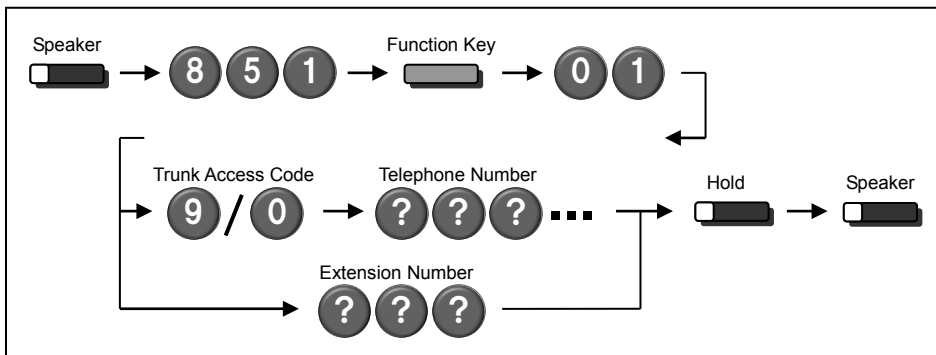 Speaker
Function Key
8 5 1
0 1
Trunk Access Code
Telephone Number
9 / 0
? ? ? ...
Hold
Speaker
Extension Number
? ? ?